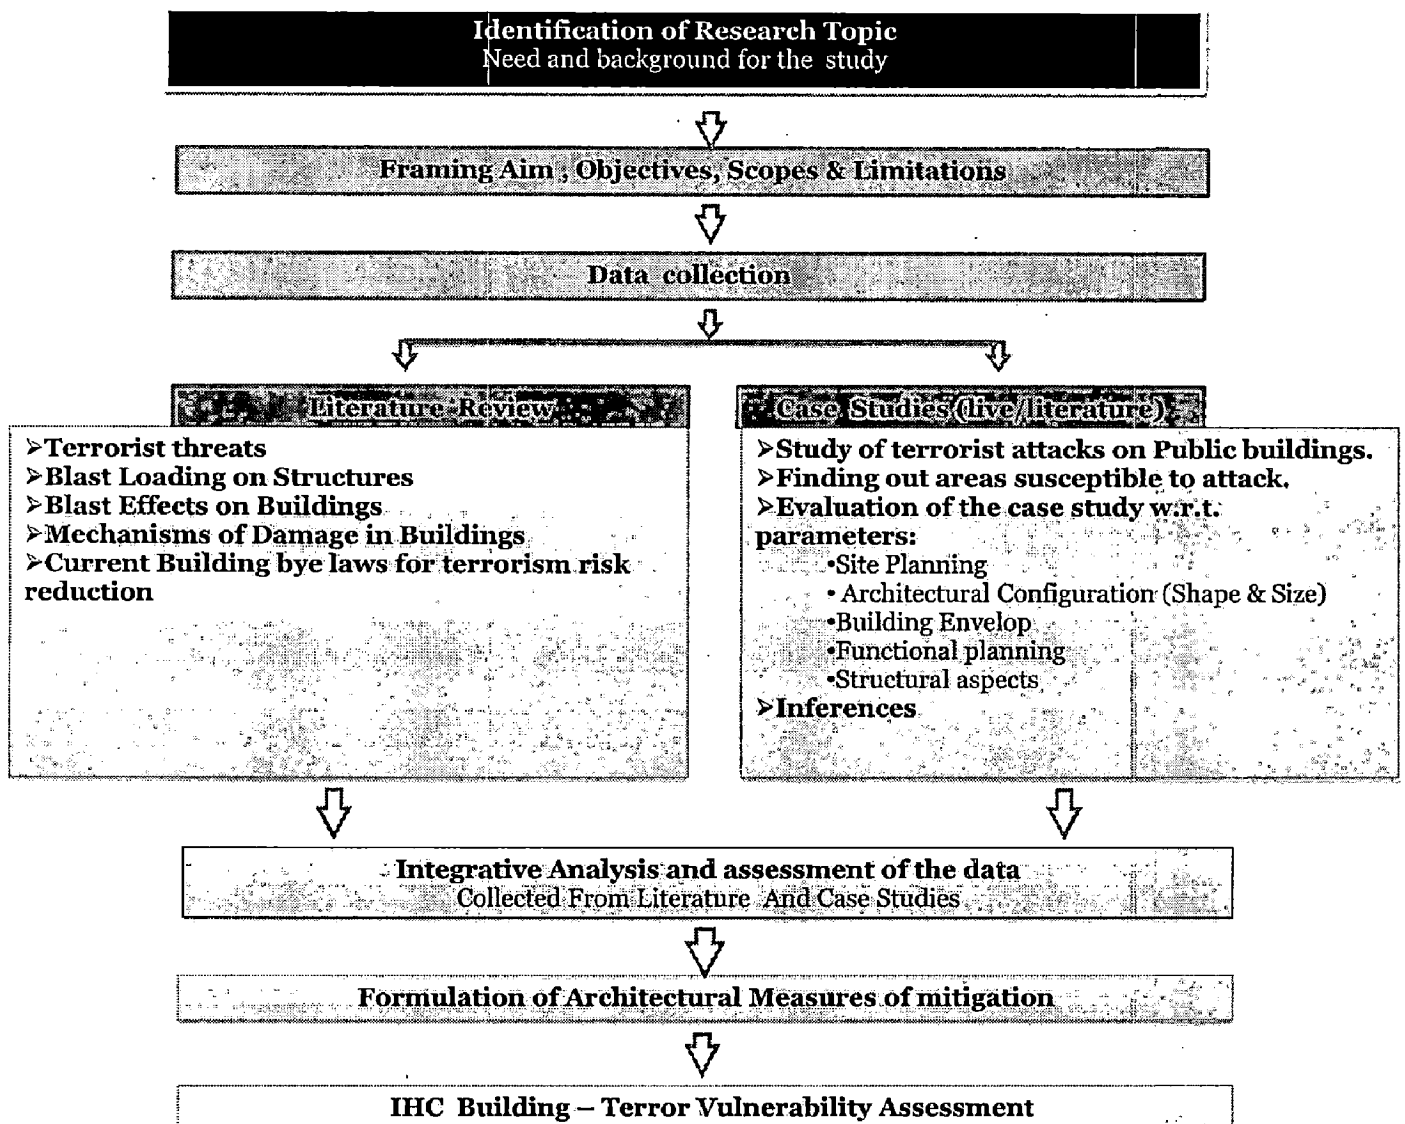 Identification of Research Topic
Need and background for the study
Framing Aim , Objectives, Scopes & Limitations
Data collection
Literature Review
➢Terrorist threats
➢Blast Loading on Structures
➢Blast Effects on Buildings
➢Mechanisms of Damage in Buildings
➢Current Building bye laws for terrorism risk
reduction
Case Studies (live/literature)
➢Study of terrorist attacks on Public buildings.
➢Finding out areas susceptible to attack.
➢Evaluation of the case study w.r.t.
parameters:
•Site Planning
• Architectural Configuration (Shape & Size)
•Building Envelop
•Functional planning
•Structural aspects
➢Inferences
Integrative Analysis and assessment of the data
Collected From Literature And Case Studies
Formulation of Architectural Measures of mitigation
IHC Building – Terror Vulnerability Assessment